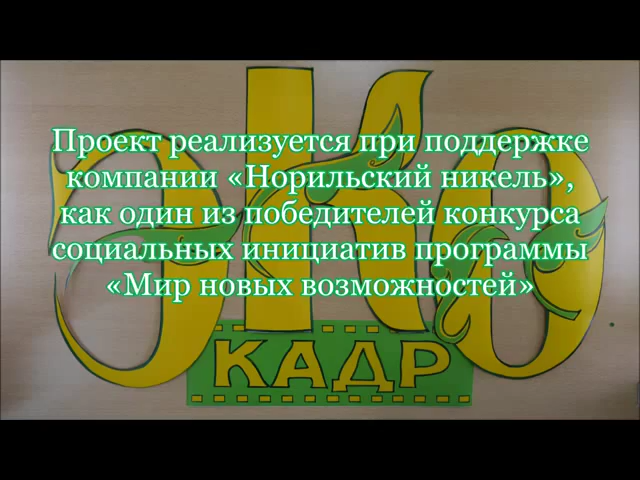 ЭКО
Проект реализуется при поддержке
компании «Норильский никель»,
как один из победителей конкурса
социальных инициатив программы
«Мир новых возможностей»
КАДР